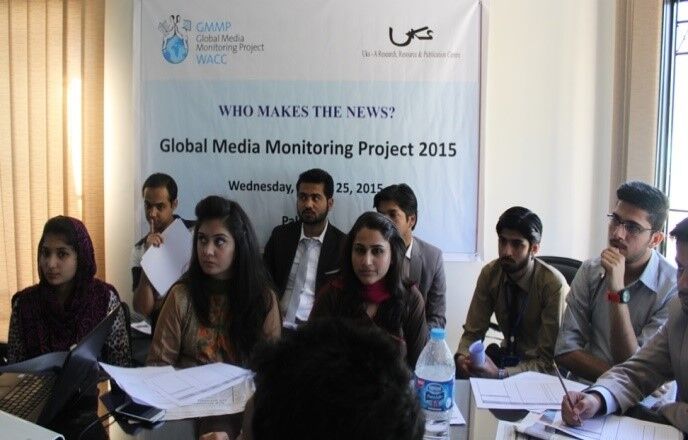 GMMP
Global Media
Monitoring Project
WACC
Uks
Uks - A Research, Resource & Publication Centre
WHO MAKES THE NEWS?
Global Media Monitoring Project 2015
Wednesday, 25, 2015